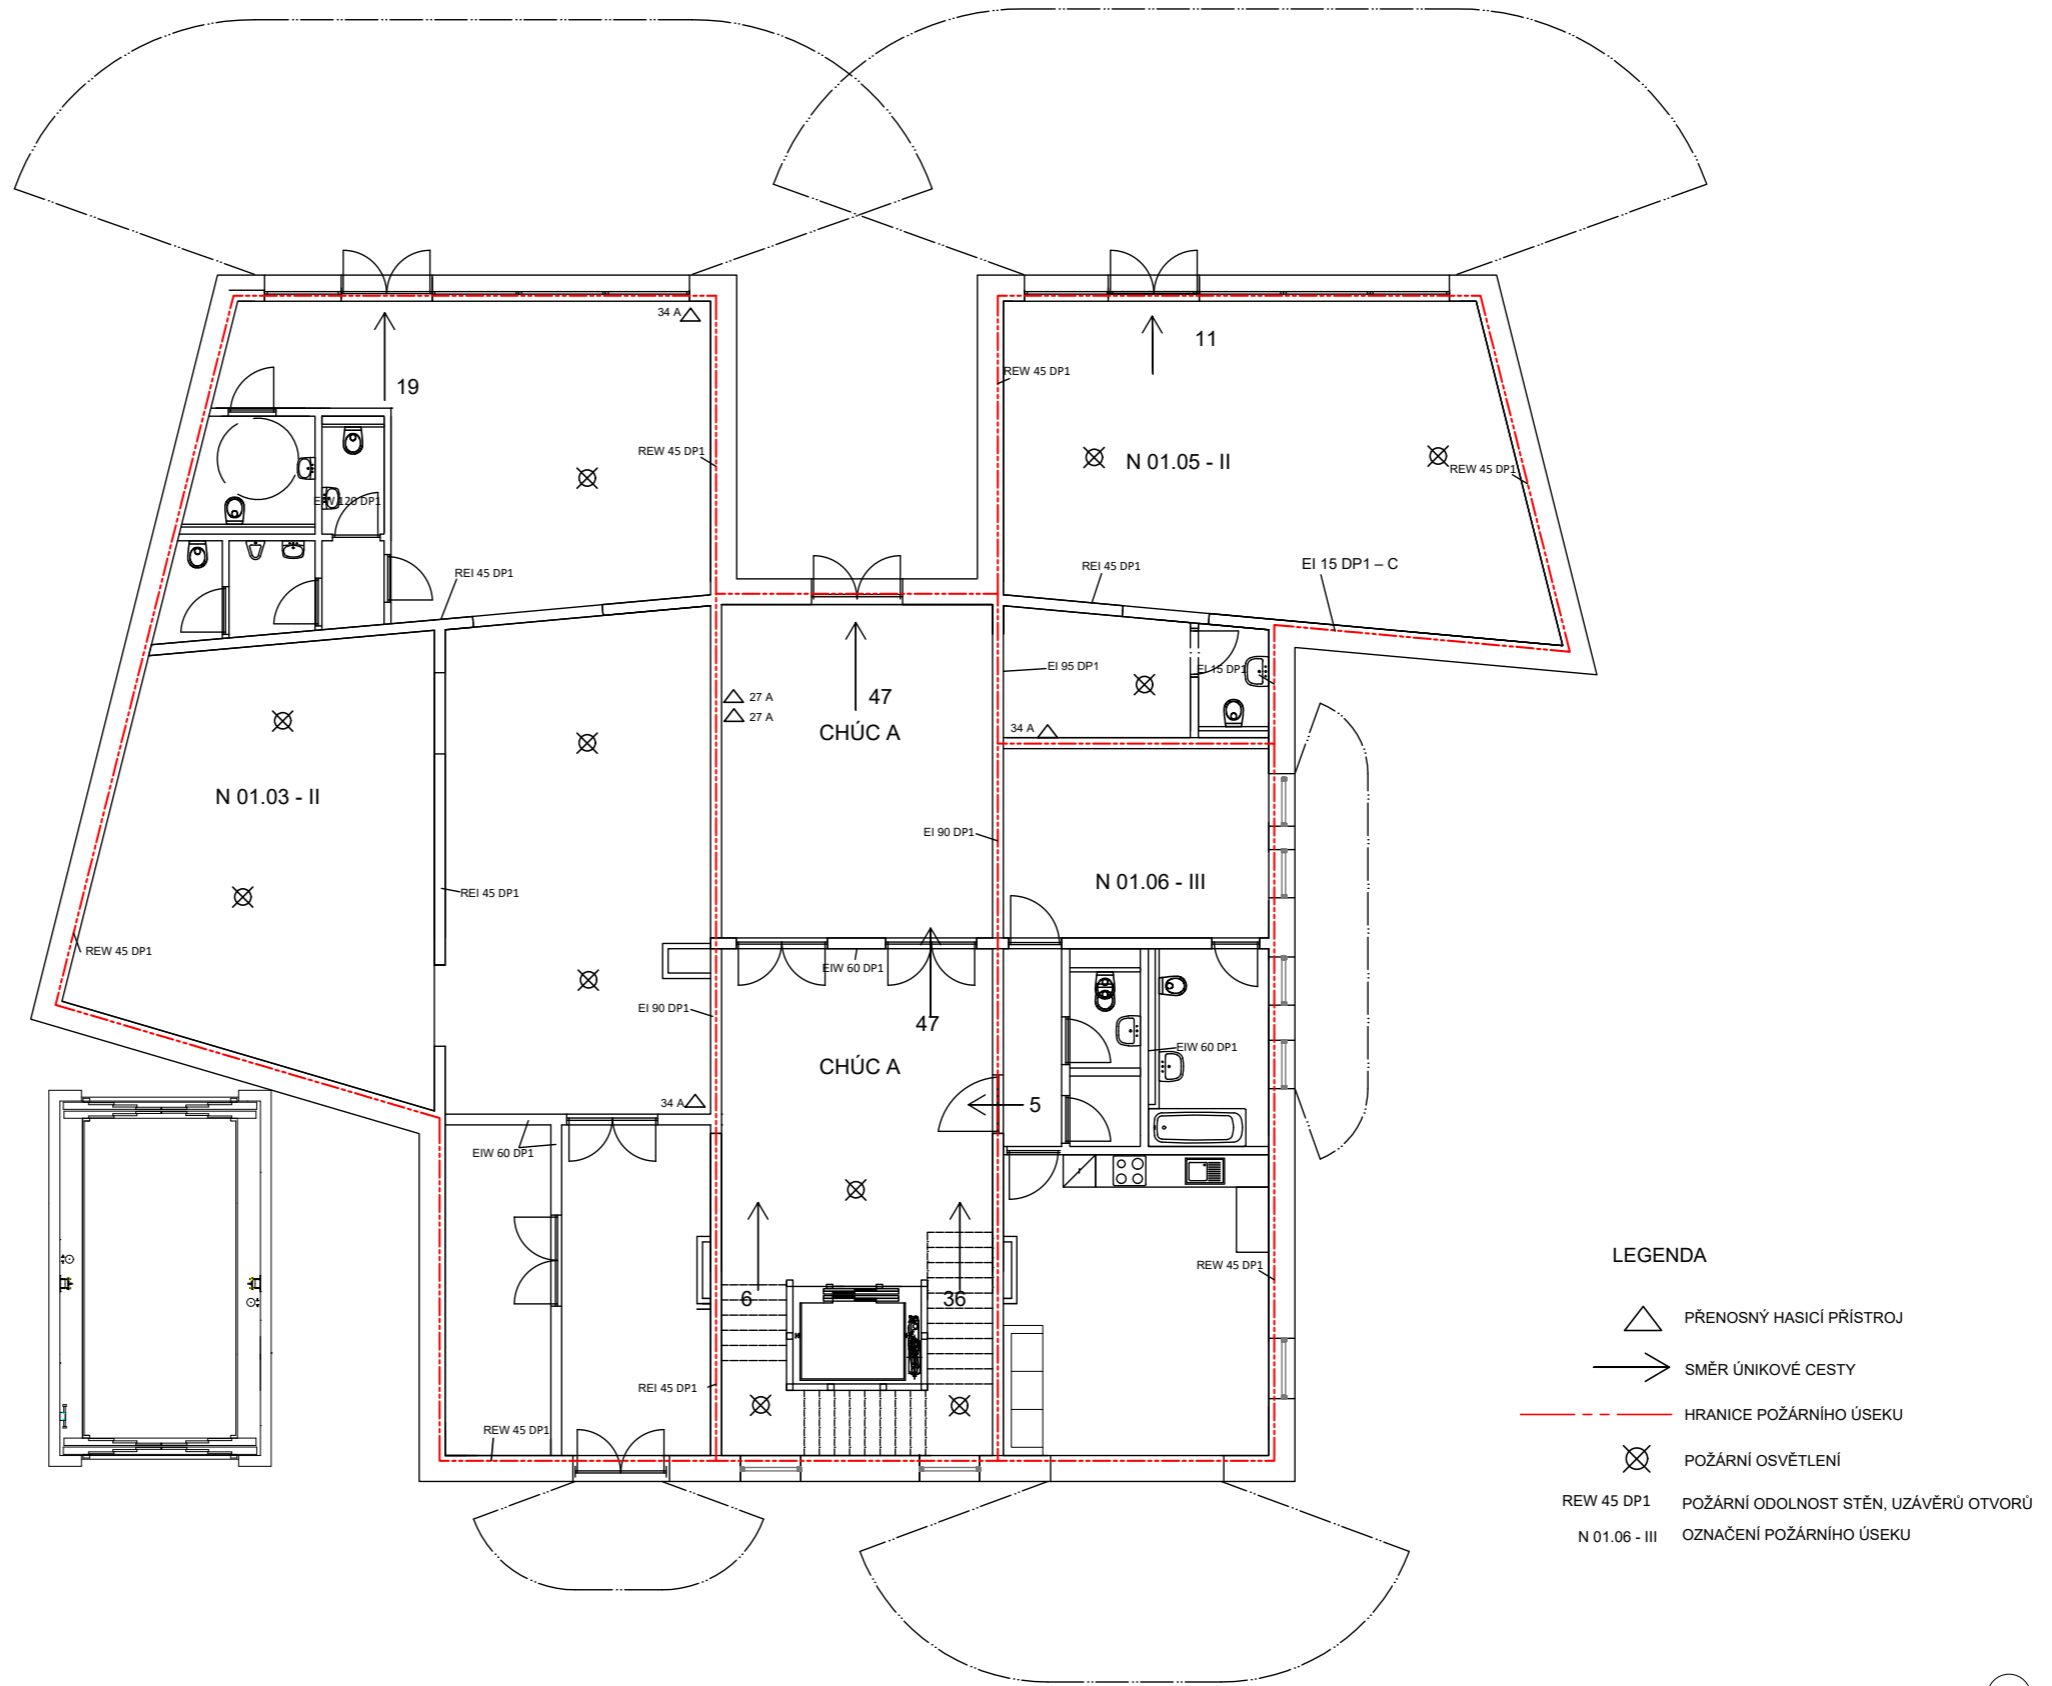 34 A
11
REW 45 DP1
19
REW 45 DP1
N 01.05 - II
REW 45 DP1
EIW 120 DP1
REI 45 DP1
REI 45 DP1
EI 15 DP1 – C
EI 95 DP1
EI 15 DP1
27 A
47
27 A
CHÚC A
34 A
N 01.03 - II
EI 90 DP1
N 01.06 - III
REI 45 DP1
REW 45 DP1
EIW 60 DP1
EI 90 DP1
47
EIW 60 DP1
CHÚC A
34 A
5
EIW 60 DP1
REW 45 DP1
6
36
REI 45 DP1
REW 45 DP1
LEGENDA
PŘENOSNÝ HASICÍ PŘÍSTROJ
SMĚR ÚNIKOVÉ CESTY
HRANICE POŽÁRNÍHO ÚSEKU
POŽÁRNÍ OSVĚTLENÍ
REW 45 DP1 POŽÁRNÍ ODOLNOST STĚN, UZÁVĚRŮ OTVORŮ
N 01.06 - III OZNAČENÍ POŽÁRNÍHO ÚSEKU